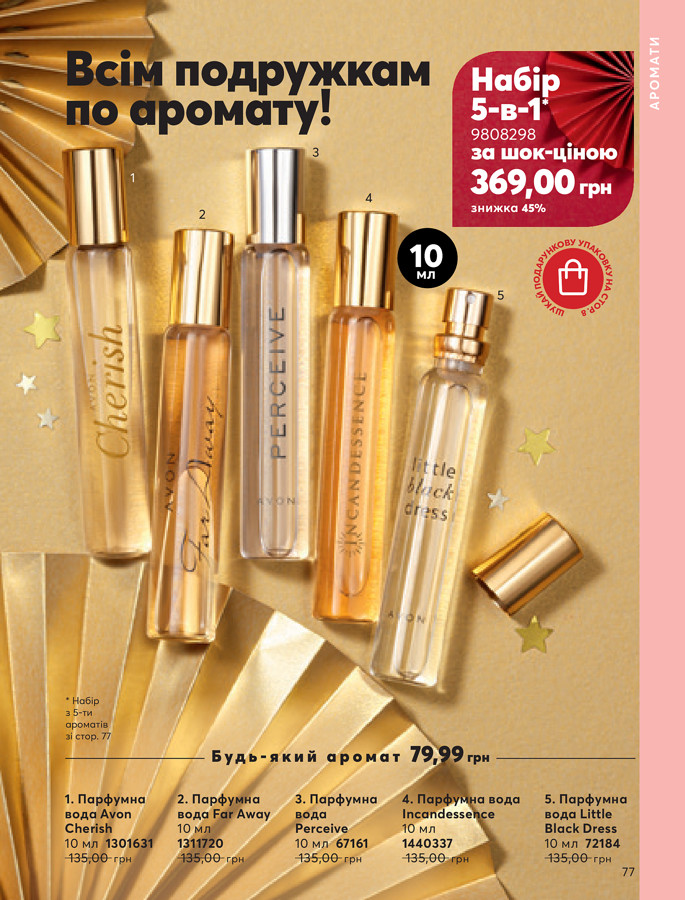 АРОМАТИ
Всім подружкам
по аромату!
Набір
5-в-1*
9808298
за шок-ціною
369,00 грн
знижка 45%
1
2
3
4
5
10
мл
ШУКАЙ ПОДАРУНКОВУ УПАКОВКУ НА СТОР. 8
AVON
Cherish
AVON
Far Away
PERCEIVE
AVON
INCANDESSENCE
little
black
dress
AVON
* Набір
з 5-ти
ароматів
зі стор. 77
Будь-який аромат 79,99 грн
1. Парфумна
вода Avon
Cherish
10 мл 1301631
135,00 грн
2. Парфумна
вода Far Away
10 мл
1311720
135,00 грн
3. Парфумна
вода
Perceive
10 мл 67161
135,00 грн
4. Парфумна вода
Incandessence
10 мл
1440337
135,00 грн
5. Парфумна
вода Little
Black Dress
10 мл 72184
135,00 грн
77